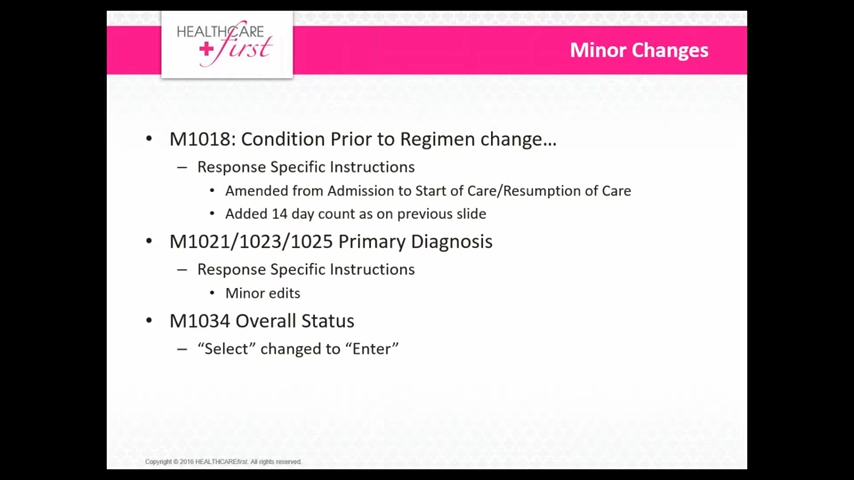 HEALTHCARE
first
Minor Changes
• M1018: Condition Prior to Regimen change…
– Response Specific Instructions
• Amended from Admission to Start of Care/Resumption of Care
• Added 14 day count as on previous slide
• M1021/1023/1025 Primary Diagnosis
– Response Specific Instructions
• Minor edits
• M1034 Overall Status
– “Select” changed to “Enter”
Copyright © 2016 HEALTHCAREfirst. All rights reserved.